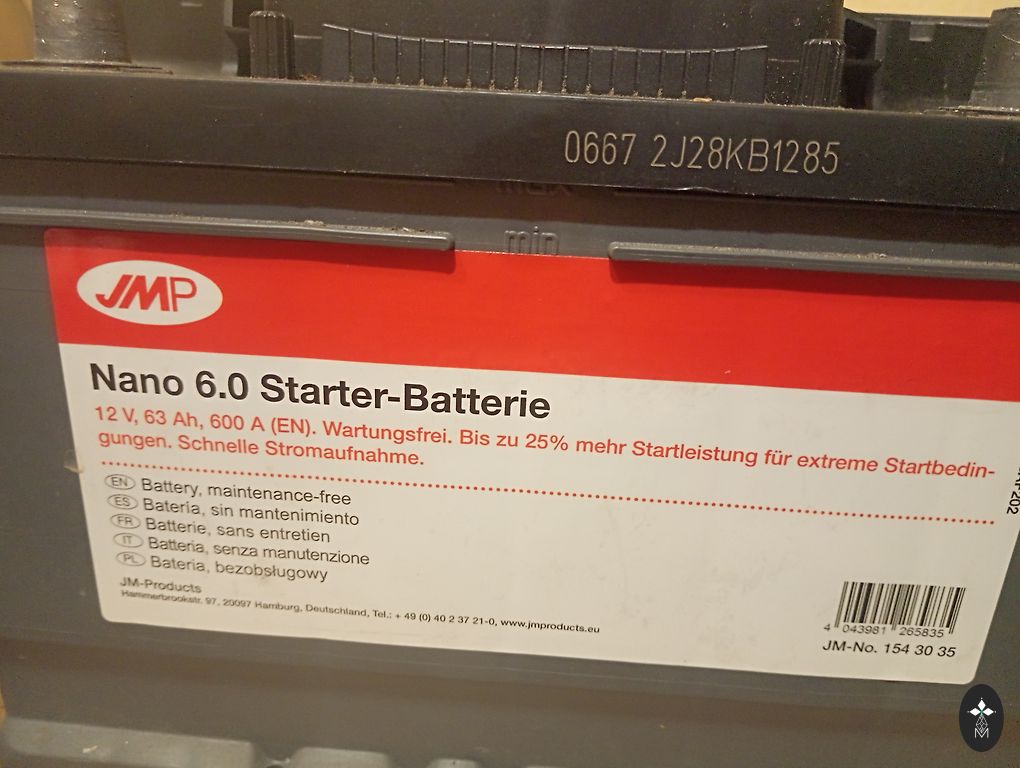 0667 2J28KB1285
max
min
JMP
Nano 6.0 Starter-Batterie
12 V, 63 Ah, 600 A (EN). Wartungsfrei. Bis zu 25% mehr Startleistung für extreme Startbedin-
gungen. Schnelle Stromaufnahme.
EN Battery, maintenance-free
ES Bateria, sin mantenimiento
FR Batterie, sans entretien
IT Batteria, senza manutenzione
PL Bateria, bezobsługowy
JM-Products
Hammerbrookstr. 97, 20097 Hamburg, Deutschland, Tel.: + 49 (0) 40 2 37 21-0, www.jmproducts.eu
4 043981 265835
JM-No. 154 30 35
M